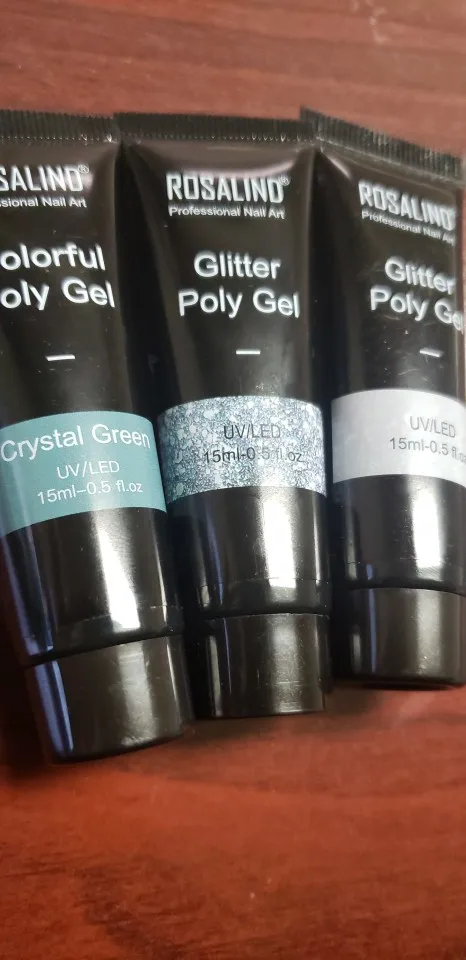 SALIND®
ssional Nail Art
olorful
oly Gel
Crystal Green
UV/LED
15ml-0.5 fl.oz
ROSALIND®
Professional Nail Art
Glitter
Poly Gel
UV/LED
15ml-0.5 fl.oz
ROSALIND®
Professional Nail Art
Glitter
Poly Ge
UV/LED
15ml-0.5 fl.oz